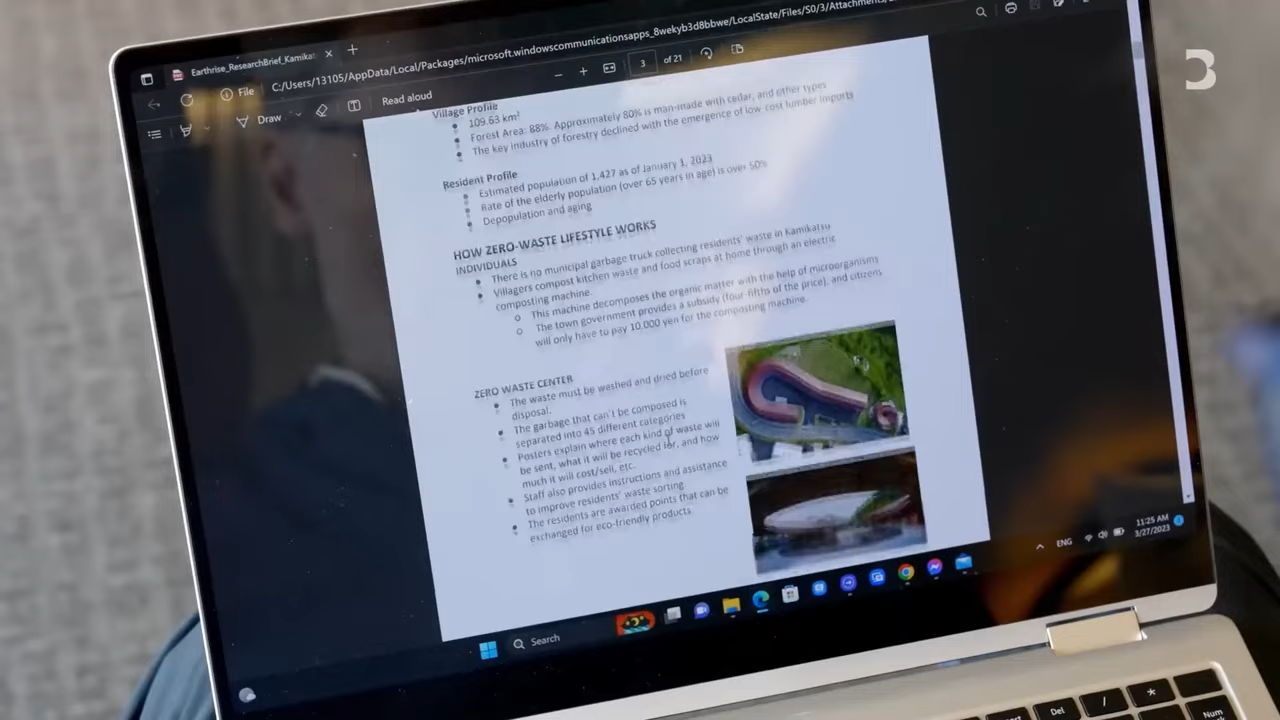 Earthrise_ResearchBrief_Kamika
File
C:/Users/13105/AppData/Local/Packages/microsoft.windowscommunicationsapps_8wekyb3d8bbwe/LocalState/Files/S0/3/Attachments/
3 of 21
Draw
Read aloud
Village Profile
109.63 km²
Forest Area: 88%. Approximately 80% is man-made with cedar, and other types
The key industry of forestry declined with the emergence of low-cost lumber imports
Resident Profile
Estimated population of 1,427 as of January 1, 2023
Rate of the elderly population (over 65 years in age) is over 50%
Depopulation and aging
HOW ZERO-WASTE LIFESTYLE WORKS
INDIVIDUALS
There is no municipal garbage truck collecting residents' waste in Kamikatsu
Villagers compost kitchen waste and food scraps at home through an electric
composting machine.
This machine decomposes the organic matter with the help of microorganisms
The town government provides a subsidy (four-fifths of the price), and citizens
will only have to pay 10,000 yen for the composting machine.
ZERO WASTE CENTER
The waste must be washed and dried before
disposal.
The garbage that can't be composed is
separated into 45 different categories
Posters explain where each kind of waste will
be sent, what it will be recycled for, and how
much it will cost/sell, etc.
Staff also provides instructions and assistance
to improve residents' waste sorting
The residents are awarded points that can be
exchanged for eco-friendly products
Search
ENG
11:25 AM
3/27/2023
Del
/
*
Num